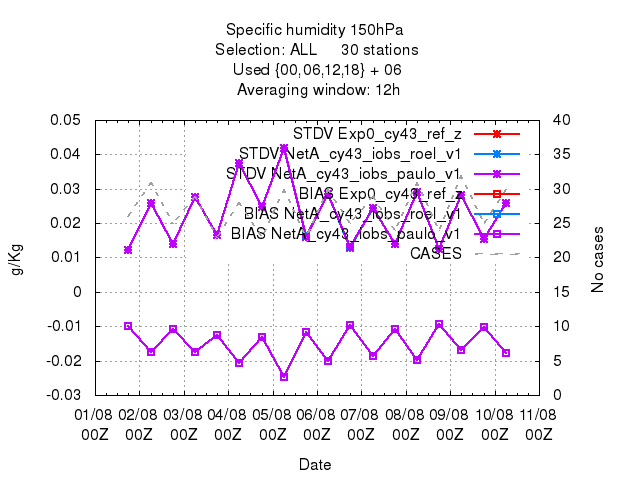 Specific humidity 150hPa
Selection: ALL 30 stations
Used {00,06,12,18} + 06
Averaging window: 12h
0.05
0.04
0.03
0.02
0.01
0
-0.01
-0.02
-0.03
g/Kg
40
35
30
25
20
15
10
5
0
No cases
STDV Exp0_cy43_ref_z
STDV NetA_cy43_iobs_roel_v1
STDV NetA_cy43_iobs_paulo_v1
BIAS Exp0_cy43_ref_z
BIAS NetA_cy43_iobs_roel_v1
BIAS NetA_cy43_iobs_paulo_v1
CASES
01/08 02/08 03/08 04/08 05/08 06/08 07/08 08/08 09/08 10/08 11/08
00Z 00Z 00Z 00Z 00Z 00Z 00Z 00Z 00Z 00Z 00Z
Date